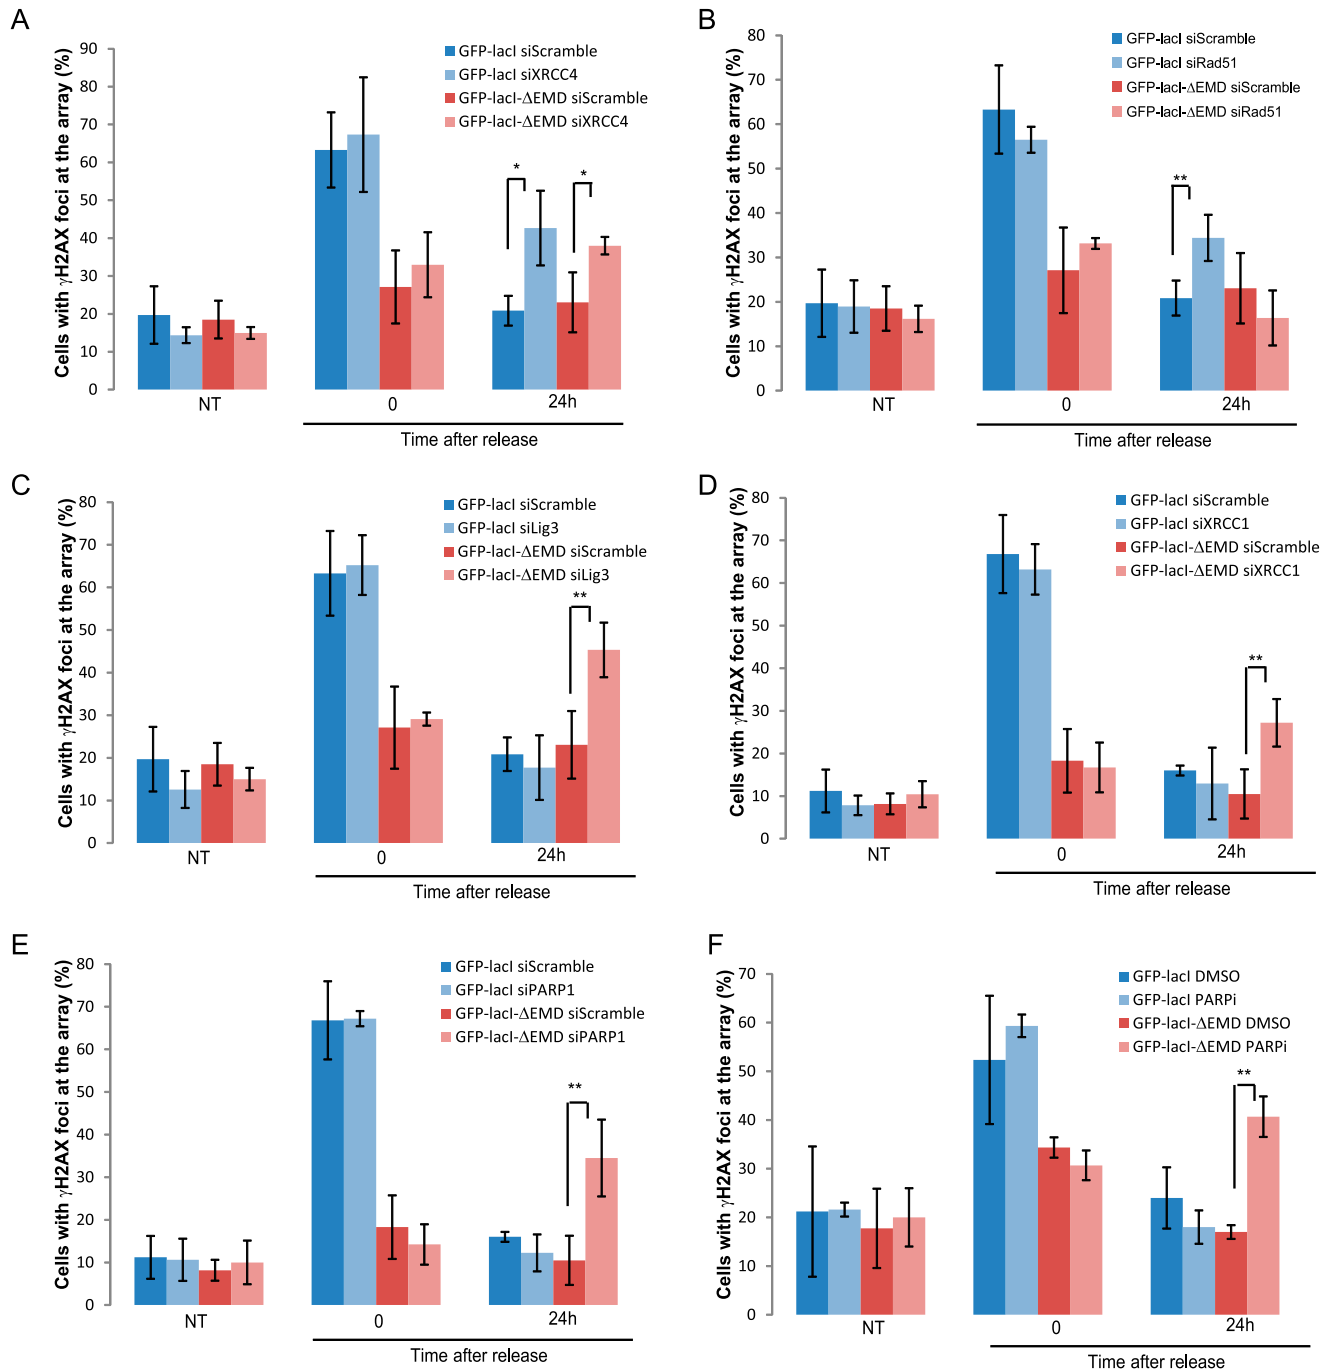 A
Cells with γH2AX foci at the array (%)
90
80
70
60
50
40
30
20
10
0
GFP-lacI siScramble
GFP-lacI siXRCC4
GFP-lacI-ΔEMD siScramble
GFP-lacI-ΔEMD siXRCC4
*
*
NT
0
24h
Time after release
B
Cells with γH2AX foci at the array (%)
80
70
60
50
40
30
20
10
0
GFP-lacI siScramble
GFP-lacI siRad51
GFP-lacI-ΔEMD siScramble
GFP-lacI-ΔEMD siRad51
**
NT
0
24h
Time after release
C
Cells with γH2AX foci at the array (%)
80
70
60
50
40
30
20
10
0
GFP-lacI siScramble
GFP-lacI siLig3
GFP-lacI-ΔEMD siScramble
GFP-lacI-ΔEMD siLig3
**
NT
0
24h
Time after release
D
Cells with γH2AX foci at the array (%)
80
70
60
50
40
30
20
10
0
GFP-lacI siScramble
GFP-lacI siXRCC1
GFP-lacI-ΔEMD siScramble
GFP-lacI-ΔEMD siXRCC1
**
NT
0
24h
Time after release
E
Cells with γH2AX foci at the array (%)
80
70
60
50
40
30
20
10
0
GFP-lacI siScramble
GFP-lacI siPARP1
GFP-lacI-ΔEMD siScramble
GFP-lacI-ΔEMD siPARP1
**
NT
0
24h
Time after release
F
Cells with γH2AX foci at the array (%)
70
60
50
40
30
20
10
0
GFP-lacI DMSO
GFP-lacI PARPi
GFP-lacI-ΔEMD DMSO
GFP-lacI-ΔEMD PARPi
**
NT
0
24h
Time after release